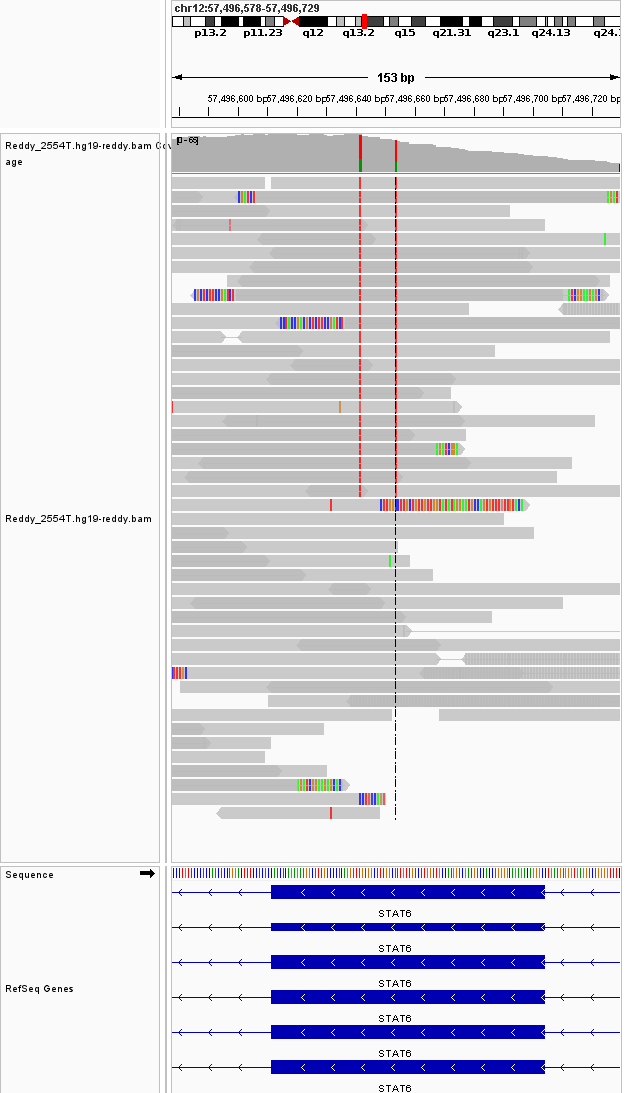 chr12:57,496,578-57,496,729
p13.2 p11.23 q12 q13.2 q15 q21.31 q23.1 q24.13 q24.
153 bp
57,496,600 bp 57,496,620 bp 57,496,640 bp 57,496,660 bp 57,496,680 bp 57,496,700 bp 57,496,720 bp
Reddy_2554T.hg19-reddy.bam Cov
age
Reddy_2554T.hg19-reddy.bam
Sequence
STAT6
STAT6
STAT6
RefSeq Genes
STAT6
STAT6
STAT6